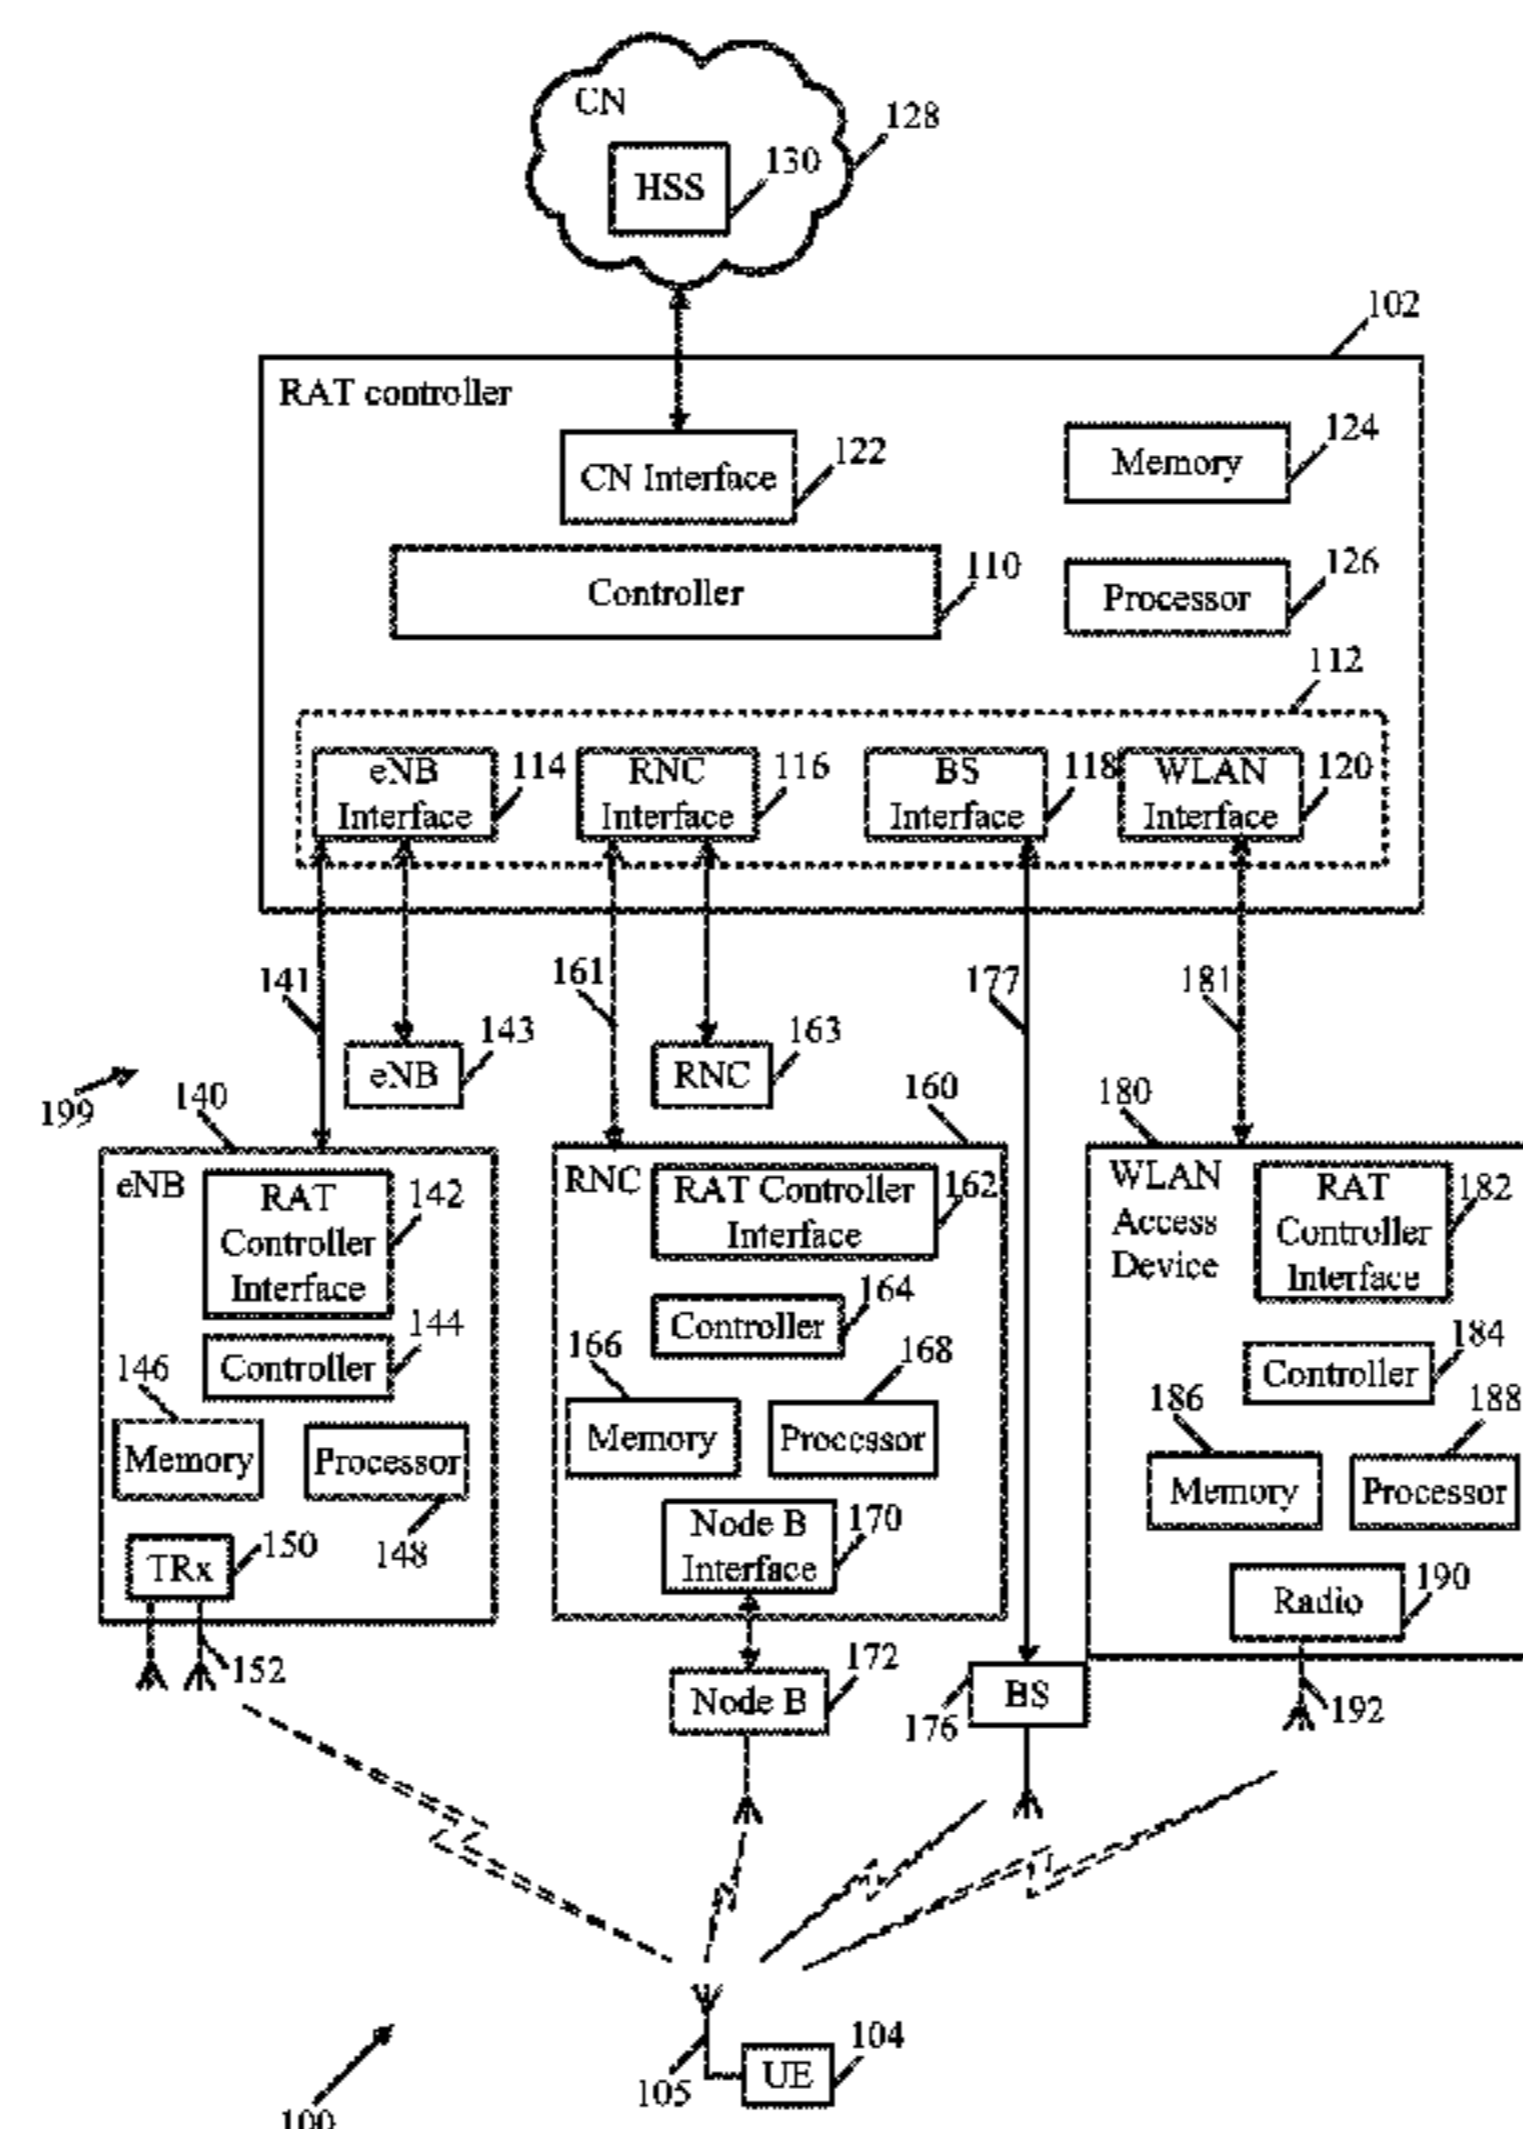 CN
128
130
HSS
102
RAT controller
124
122
Memory
CN Interface
110
126
Controller
Processor
112
eNB
Interface
114
RNC
Interface
116
BS
Interface
118
WLAN
Interface
120
141
161
177
181
143
eNB
163
RNC
199
140
160
180
eNB
RAT
Controller
Interface
142
RNC
RAT Controller
Interface
162
WLAN
Access
Device
RAT
Controller
Interface
182
144
Controller
164
Controller
184
Controller
146
Memory
Processor
148
166
168
Memory
Processor
186
188
Memory
Processor
150
TRx
Node B
Interface
170
190
Radio
152
172
Node B
BS
176
192
104
UE
105
100